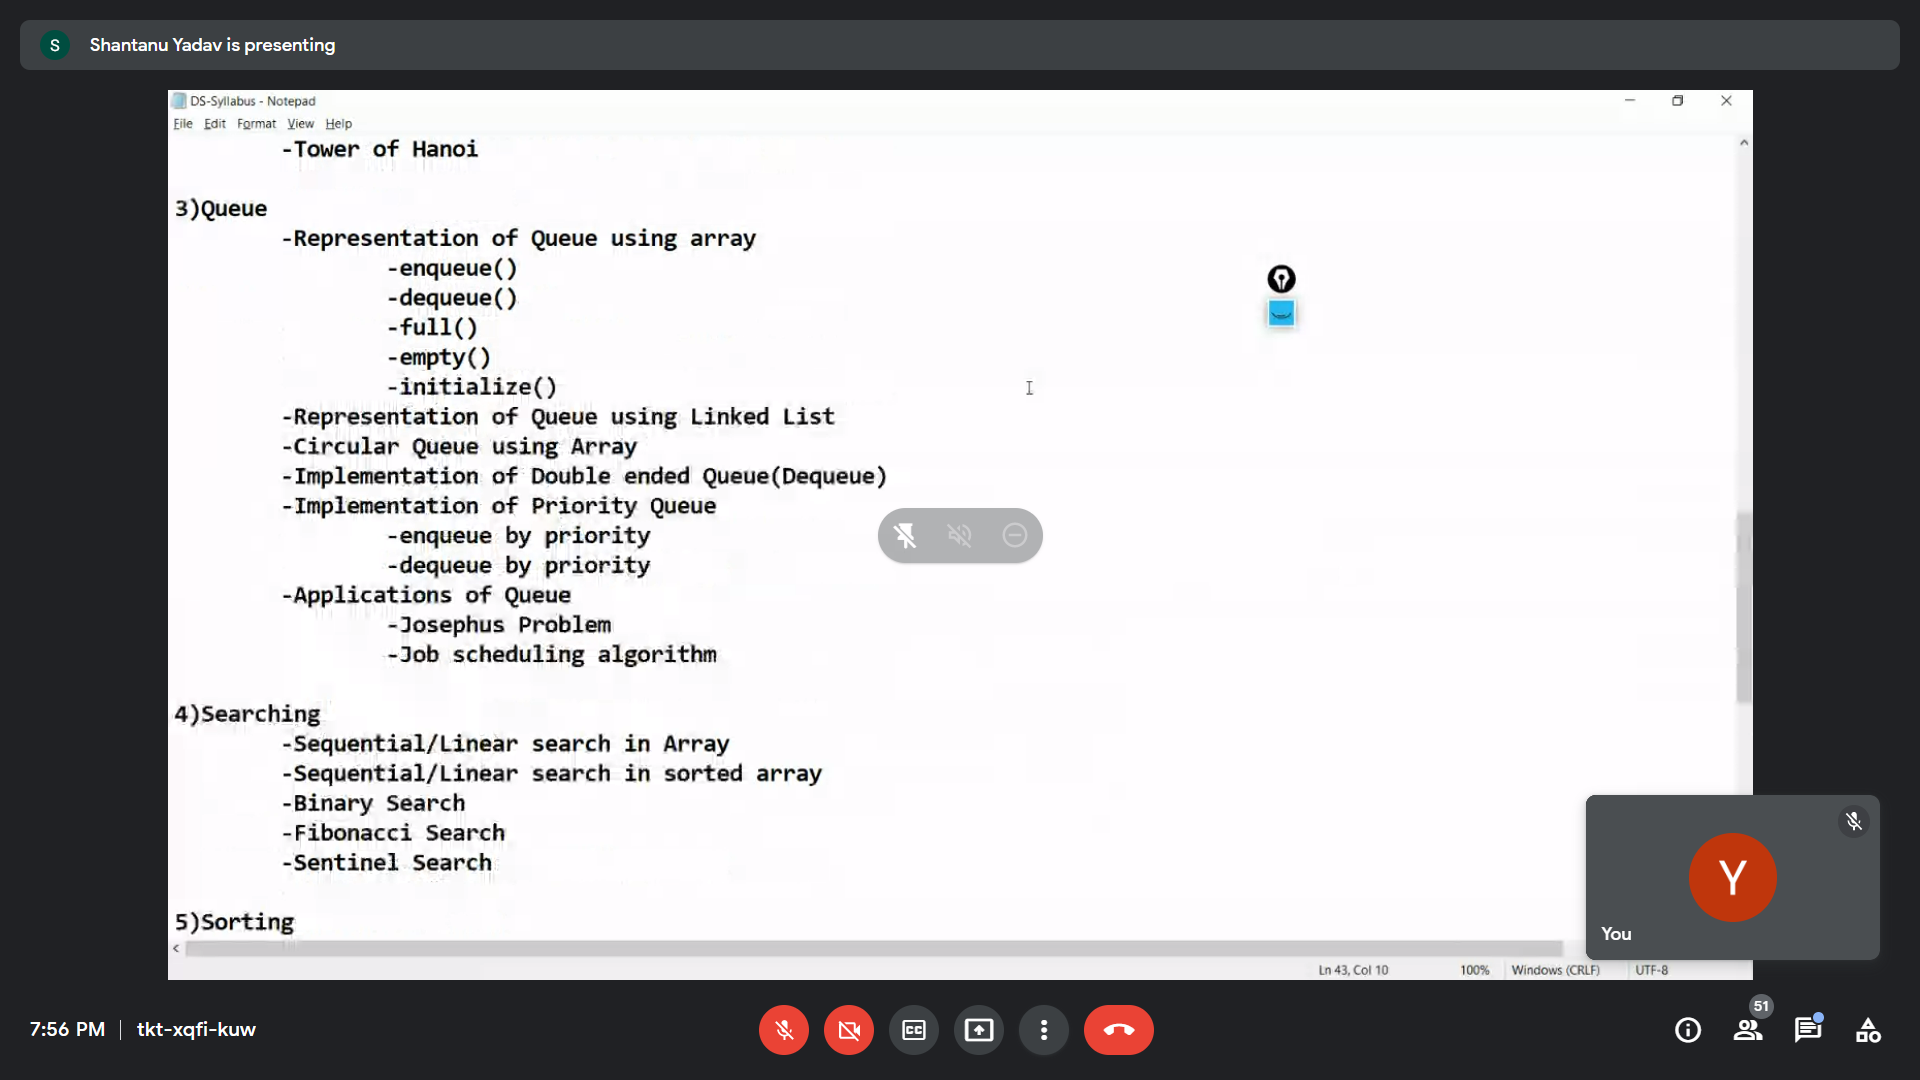 S Shantanu Yadav is presenting
DS-Syllabus - Notepad
File Edit Format View Help
-Tower of Hanoi
3)Queue
-Representation of Queue using array
-enqueue()
-dequeue()
-full()
-empty()
-initialize()
-Representation of Queue using Linked List
-Circular Queue using Array
-Implementation of Double ended Queue(Dequeue)
-Implementation of Priority Queue
-enqueue by priority
-dequeue by priority
-Applications of Queue
-Josephus Problem
-Job scheduling algorithm
4)Searching
-Sequential/Linear search in Array
-Sequential/Linear search in sorted array
-Binary Search
-Fibonacci Search
-Sentinel Search
5)Sorting
Y
You
Ln 43, Col 10 100% Windows (CRLF) UTF-8
7:56 PM | tkt-xqfi-kuw
CC
51